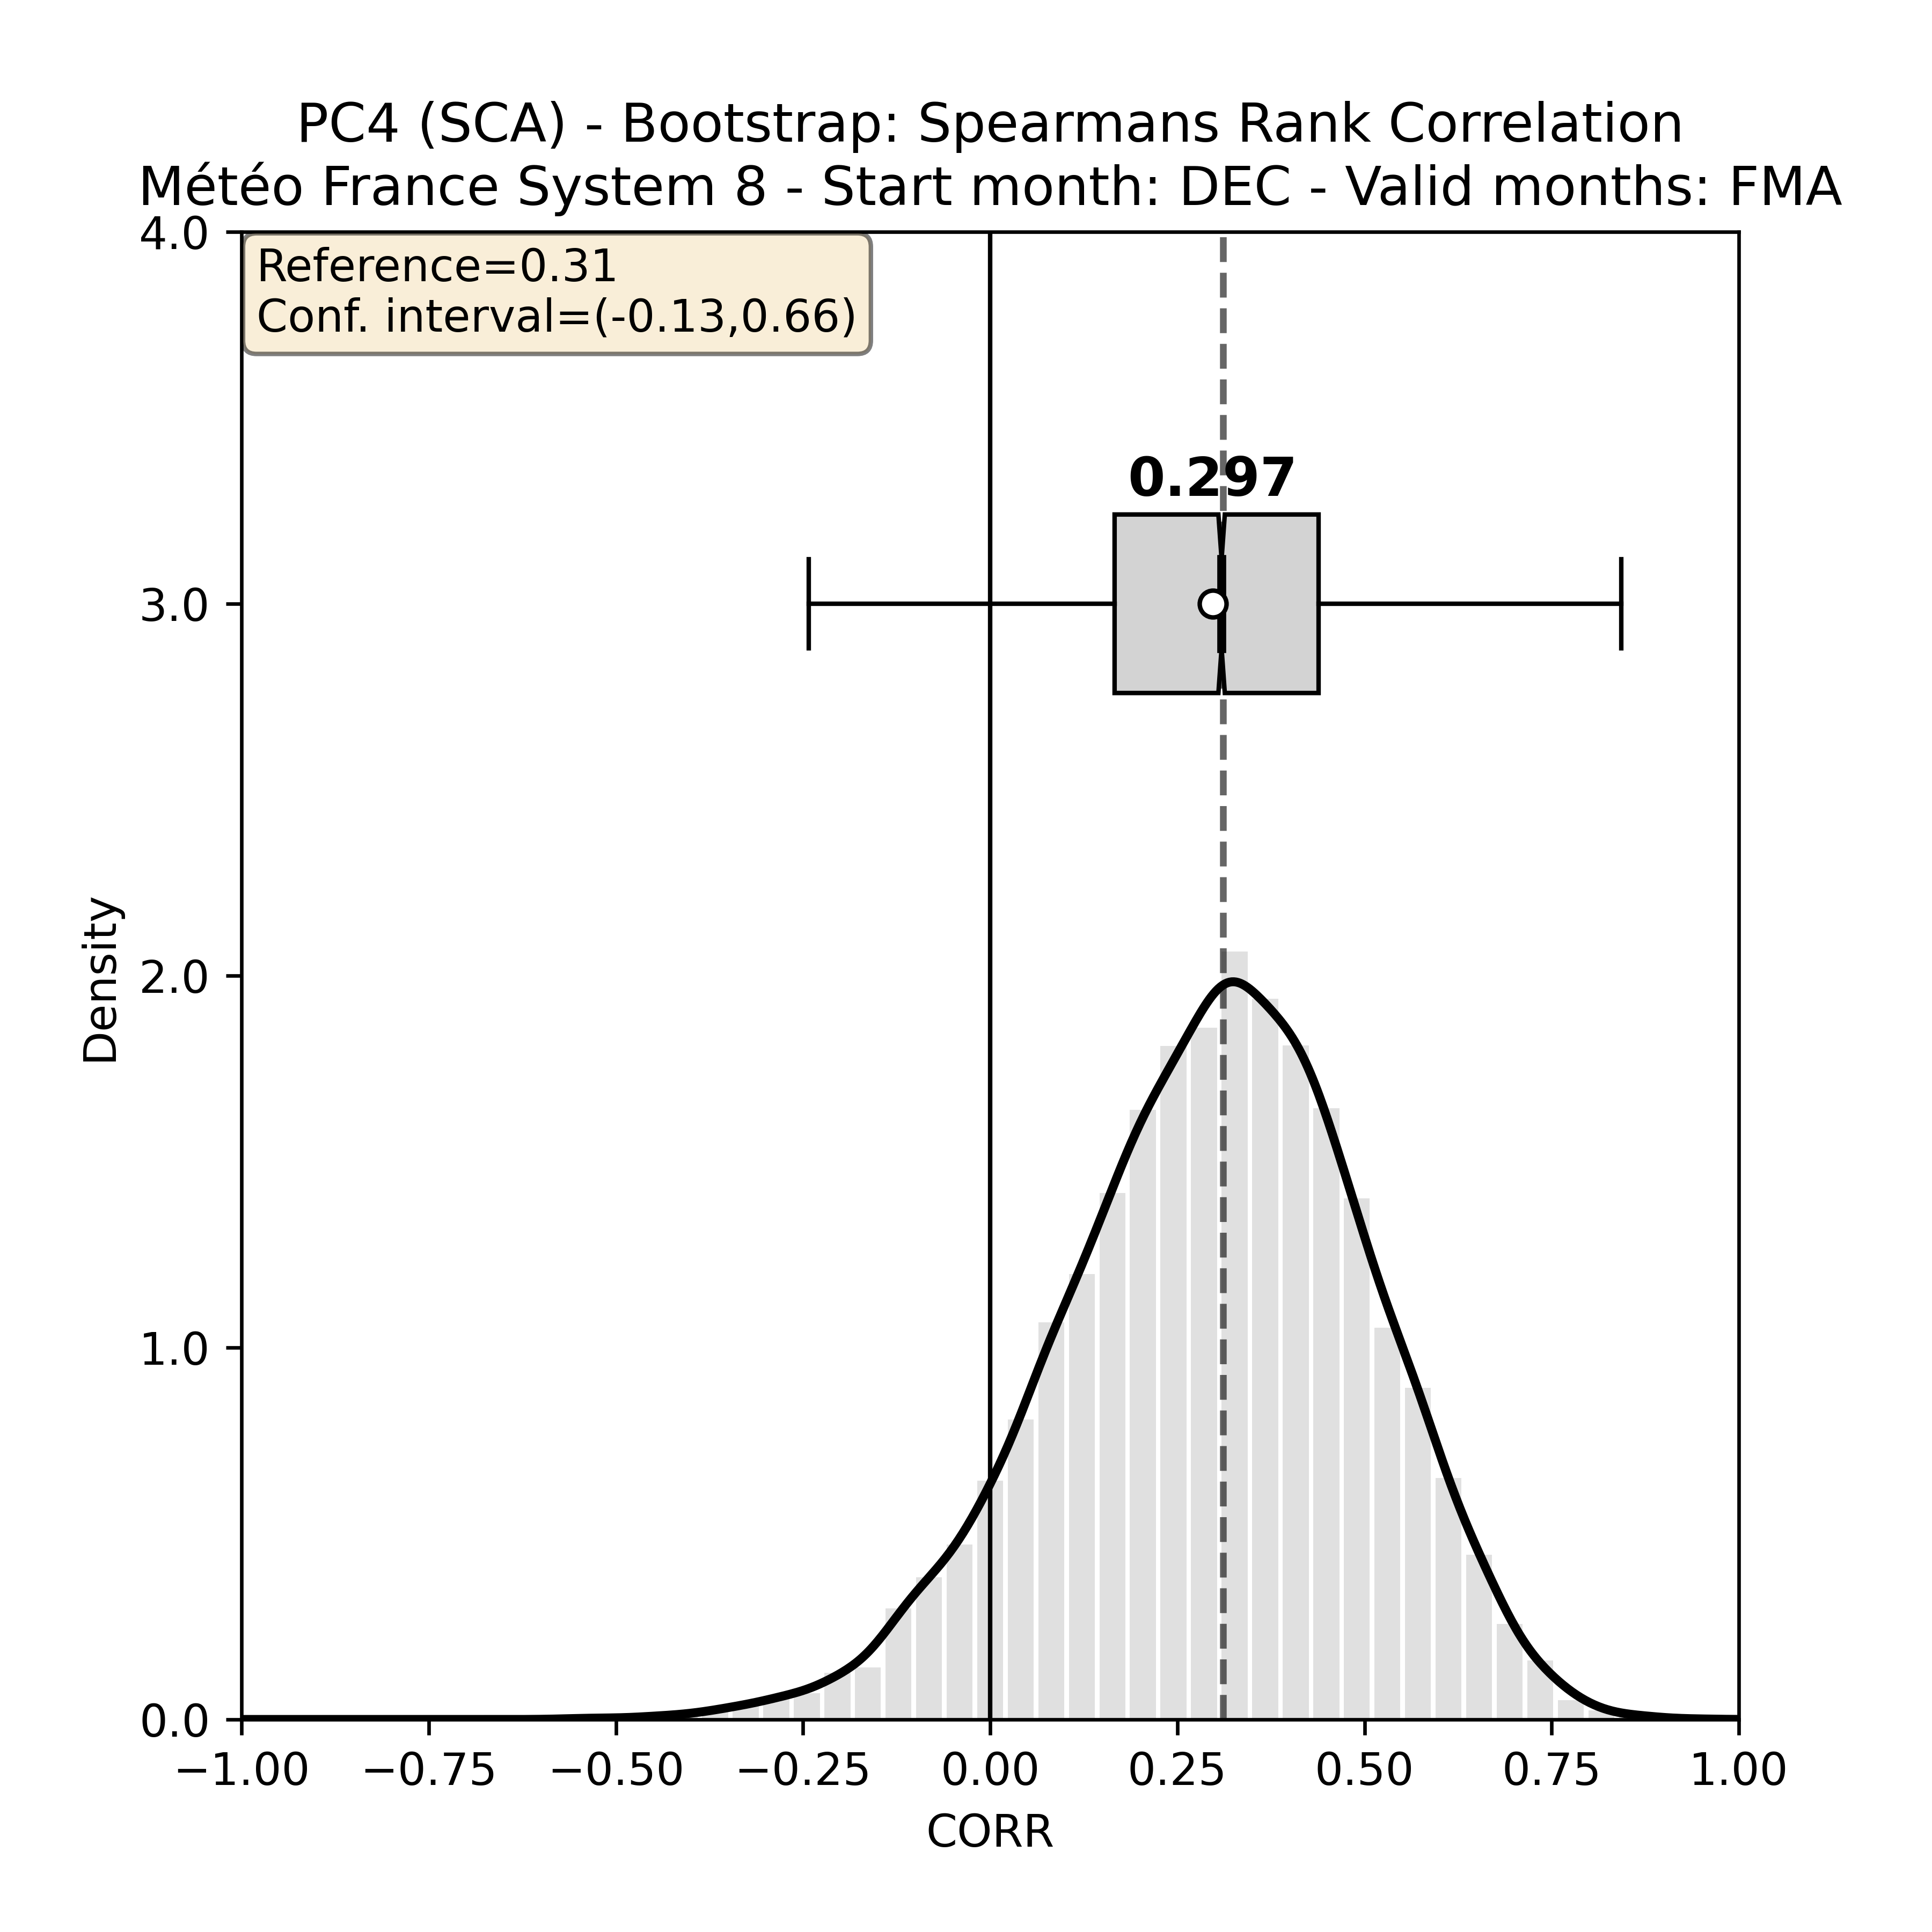 PC4 (SCA) - Bootstrap: Spearmans Rank Correlation
Météo France System 8 - Start month: DEC - Valid months: FMA
Reference=0.31
Conf. interval=(-0.13,0.66)
0.297
4.0
3.0
2.0
1.0
0.0
Density
−1.00 −0.75 −0.50 −0.25 0.00 0.25 0.50 0.75 1.00
CORR